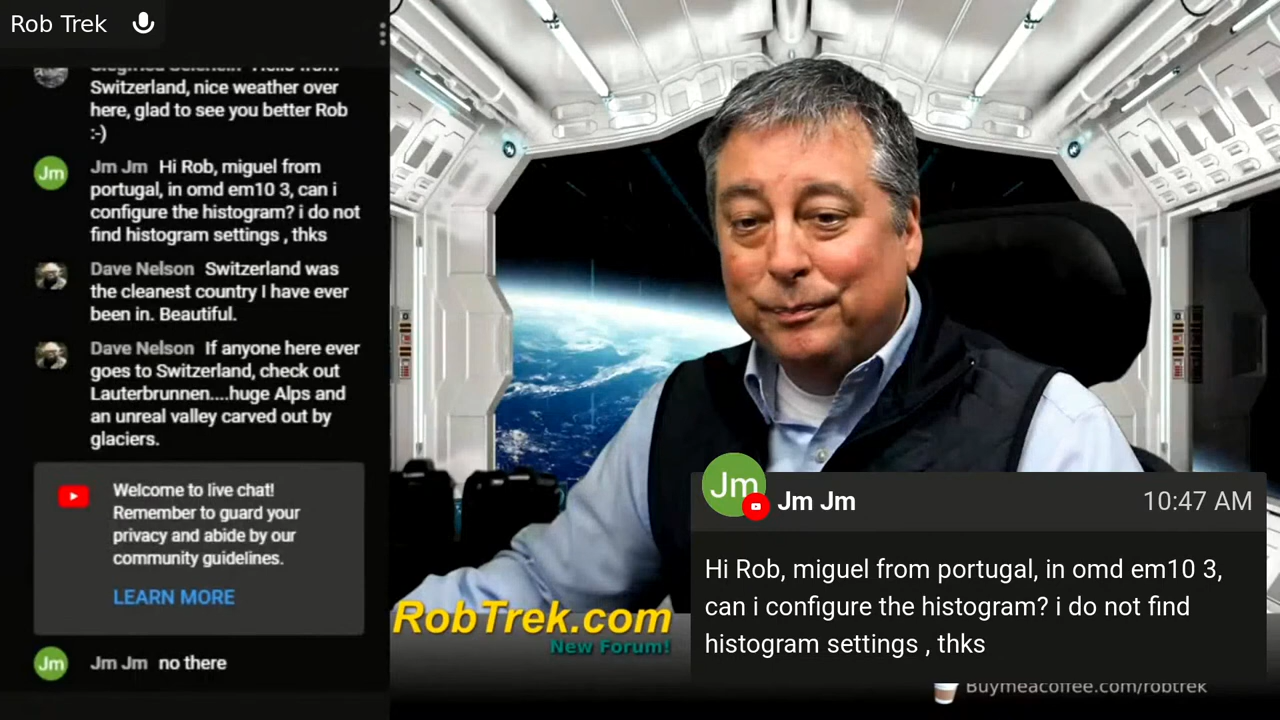 Rob Trek
Hello from
Switzerland, nice weather over
here, glad to see you better Rob
:-)
Jm
Jm Jm Hi Rob, miguel from
portugal, in omd em10 3, can i
configure the histogram? i do not
find histogram settings , thks
Dave Nelson Switzerland was
the cleanest country I have ever
been in. Beautiful.
Dave Nelson If anyone here ever
goes to Switzerland, check out
Lauterbrunnen....huge Alps and
an unreal valley carved out by
glaciers.
Welcome to live chat!
Remember to guard your
privacy and abide by our
community guidelines.
LEARN MORE
Jm
Jm Jm no there
RobTrek.com
New Forum!
Jm
Jm Jm
10:47 AM
Hi Rob, miguel from portugal, in omd em10 3,
can i configure the histogram? i do not find
histogram settings , thks
Buymeacoffee.com/robtrek